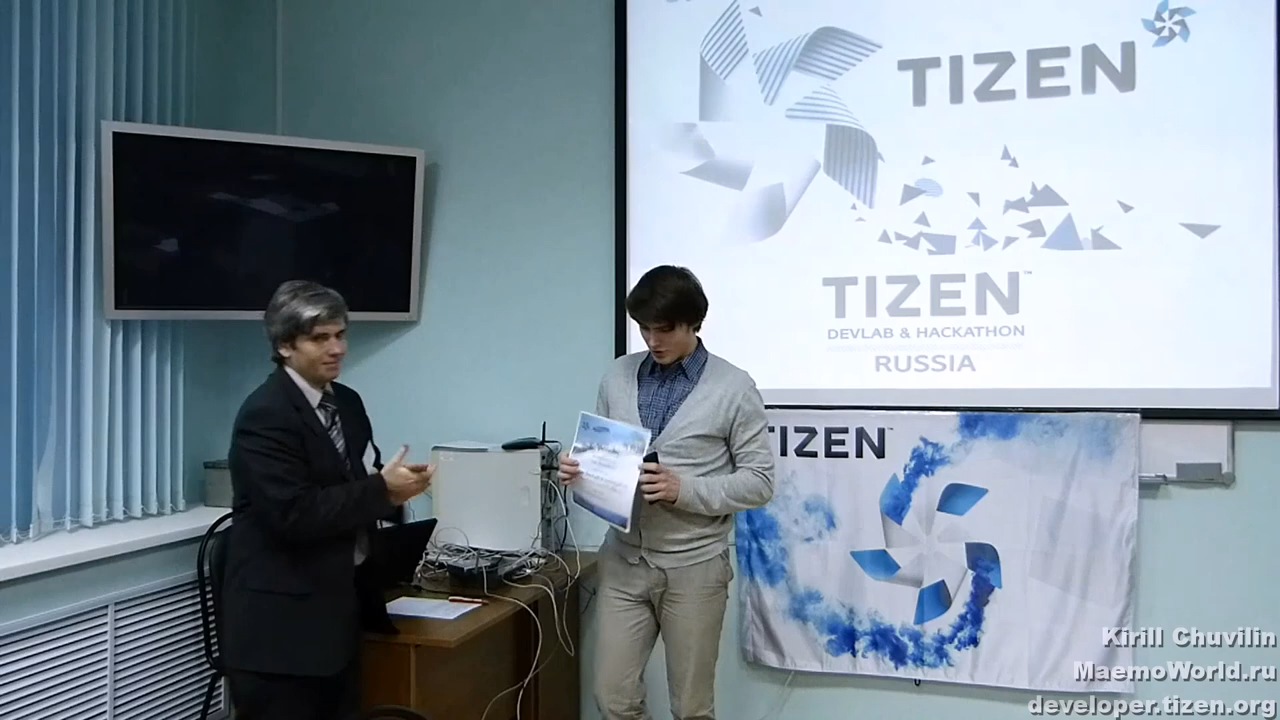 TIZEN
TIZEN™
DEVLAB & HACKATHON
RUSSIA
TIZEN™
Kirill Chuvilin
MaemoWorld.ru
developer.tizen.org